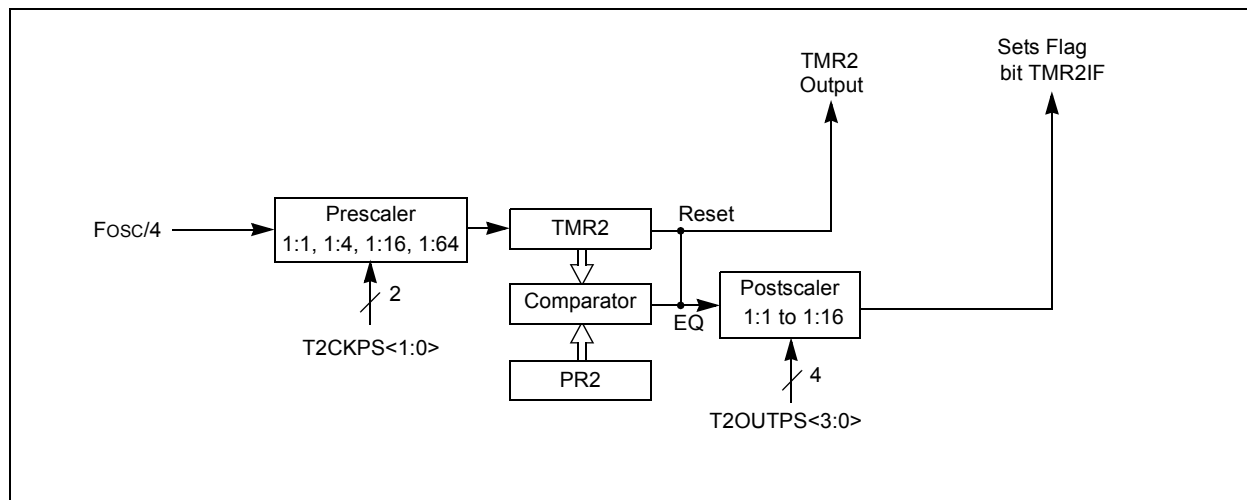 TMR2
Output
Sets Flag
bit TMR2IF
FOSC/4
Prescaler
1:1, 1:4, 1:16, 1:64
2
T2CKPS<1:0>
TMR2
Reset
Comparator
EQ
PR2
Postscaler
1:1 to 1:16
4
T2OUTPS<3:0>